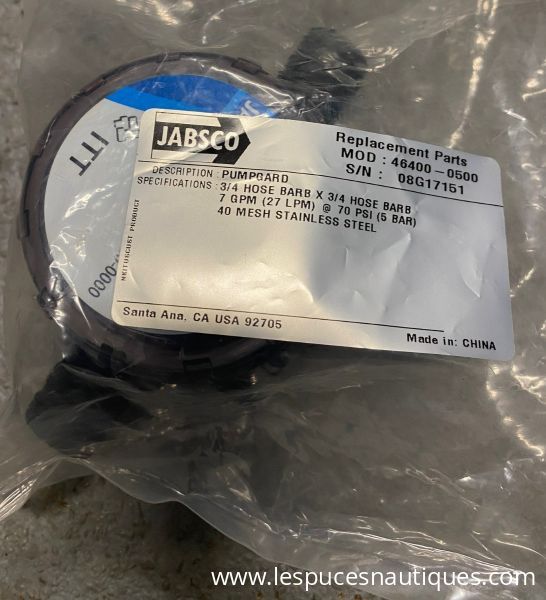 JABSCO
Replacement Parts
MOD : 46400-0500
S/N : 08G17151
DESCRIPTION : PUMPGARD
SPECIFICATIONS : 3/4 HOSE BARB X 3/4 HOSE BARB
7 GPM (27 LPM) @ 70 PSI (5 BAR)
40 MESH STAINLESS STEEL
PRODUCT
Santa Ana, CA USA 92705
Made in: CHINA
ITT
-0000
www.lespucesnautiques.com